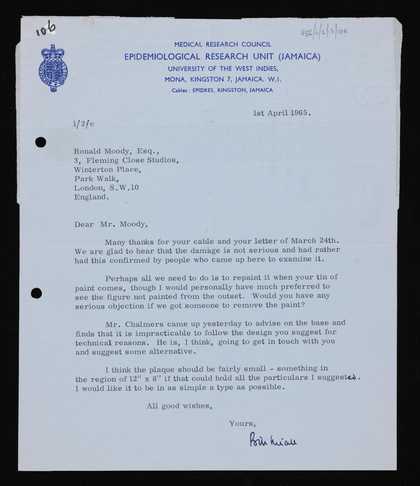 106
MEDICAL RESEARCH COUNCIL
EPIDEMIOLOGICAL RESEARCH UNIT (JAMAICA)
UNIVERSITY OF THE WEST INDIES,
MONA, KINGSTON 7, JAMAICA, W.I.
Cables: EPIDRES, KINGSTON, JAMAICA
1st April 1965.
Ronald Moody, Esq.,
3, Fleming Close Studios,
Winterton Place,
Park Walk,
London, S.W.10
England.
Dear Mr. Moody,
Many thanks for your cable and your letter of March 24th.
We are glad to hear that the damage is not serious and had rather
had this confirmed by people who came up here to examine it.
Perhaps all we need to do is to repaint it when your tin of
paint comes, though I would personally have much preferred to
see the figure not painted from the outset. Would you have any
serious objection if we got someone to remove the paint?
Mr. Chalmers came up yesterday to advise on the base and
finds that it is impracticable to follow the design you suggest for
technical reasons. He is, I think, going to get in touch with you
and suggest some alternative.
I think the plaque should be fairly small - something in
the region of 12" x 8" if that could hold all the particulars I suggested.
I would like it to be in as simple a type as possible.
All good wishes,
Yours,